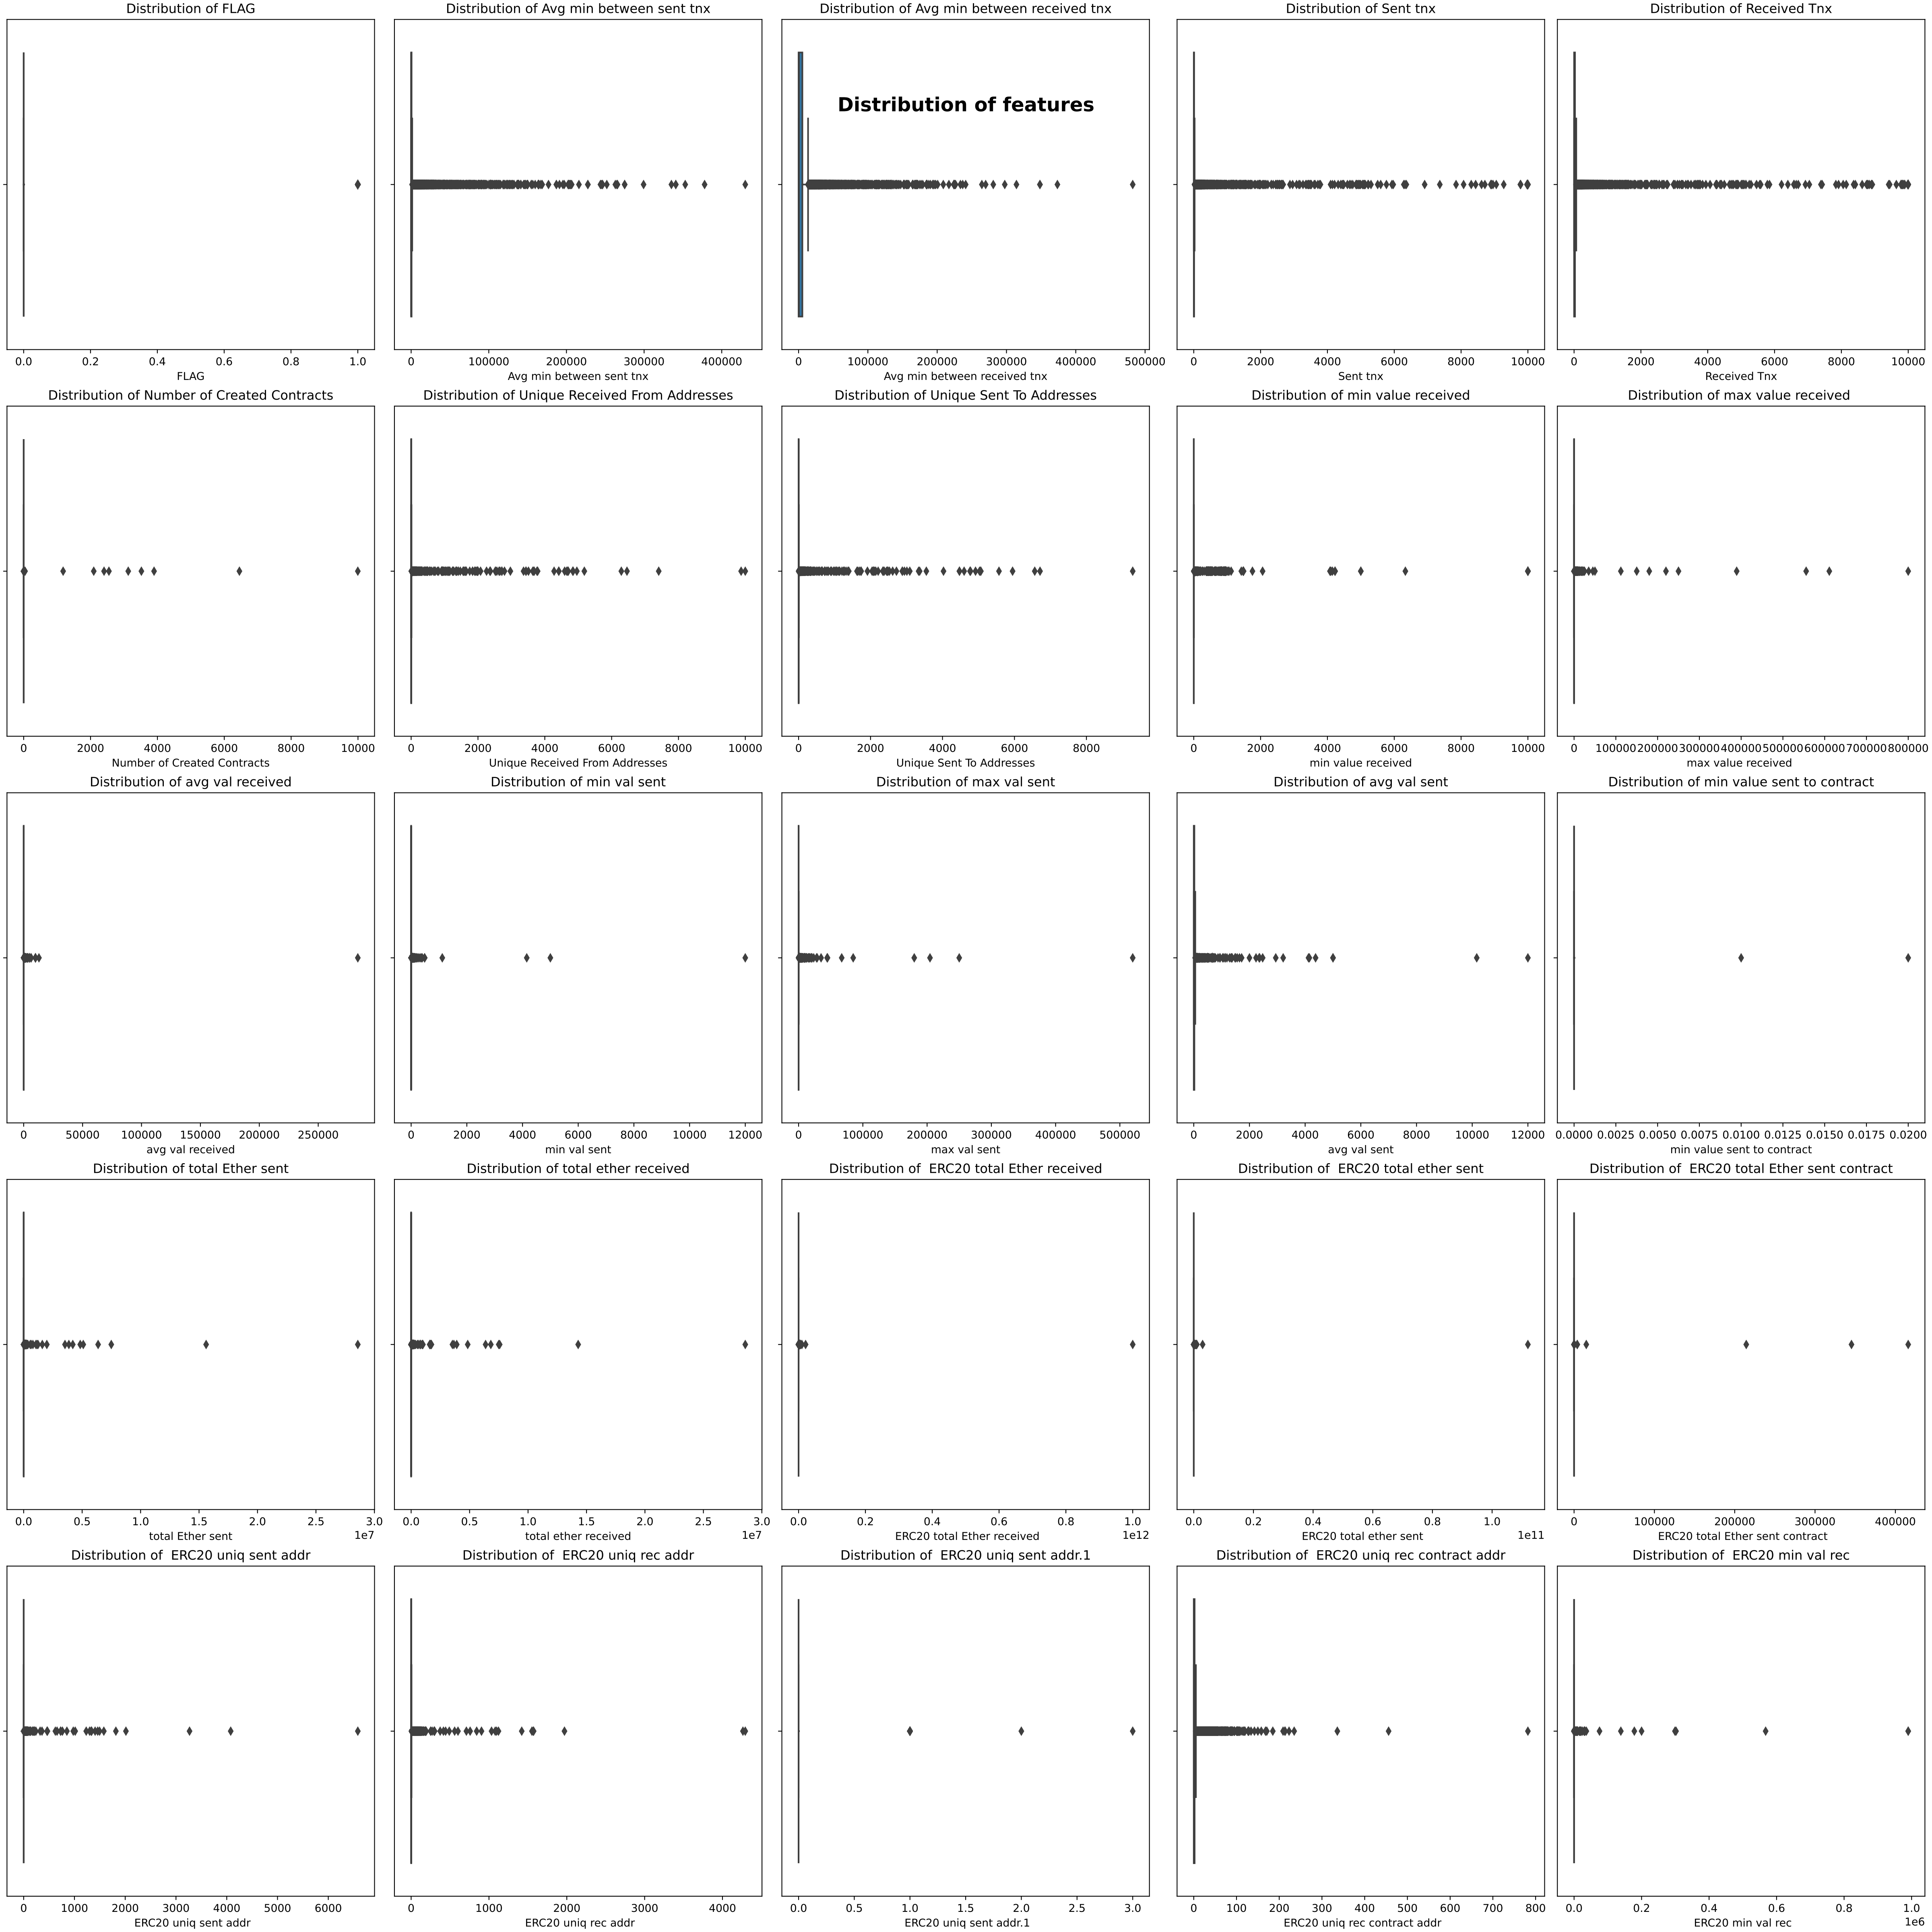 Distribution of FLAG
Distribution of Avg min between sent tnx
Distribution of Avg min between received tnx
Distribution of Sent tnx
Distribution of Received Tnx
Distribution of features
0.0 0.2 0.4 0.6 0.8 1.0
FLAG
0 100000 200000 300000 400000
Avg min between sent tnx
0 100000 200000 300000 400000 500000
Avg min between received tnx
0 2000 4000 6000 8000 10000
Sent tnx
0 2000 4000 6000 8000 10000
Received Tnx
Distribution of Number of Created Contracts
Distribution of Unique Received From Addresses
Distribution of Unique Sent To Addresses
Distribution of min value received
Distribution of max value received
0 2000 4000 6000 8000 10000
Number of Created Contracts
0 2000 4000 6000 8000 10000
Unique Received From Addresses
0 2000 4000 6000 8000
Unique Sent To Addresses
0 2000 4000 6000 8000 10000
min value received
0 100000 200000 300000 400000 500000 600000 700000 800000
max value received
Distribution of avg val received
Distribution of min val sent
Distribution of max val sent
Distribution of avg val sent
Distribution of min value sent to contract
0 50000 100000 150000 200000 250000
avg val received
0 2000 4000 6000 8000 10000 12000
min val sent
0 100000 200000 300000 400000 500000
max val sent
0 2000 4000 6000 8000 10000 12000
avg val sent
0.0000 0.0025 0.0050 0.0075 0.0100 0.0125 0.0150 0.0175 0.0200
min value sent to contract
Distribution of total Ether sent
Distribution of total ether received
Distribution of  ERC20 total Ether received
Distribution of  ERC20 total ether sent
Distribution of  ERC20 total Ether sent contract
0.0 0.5 1.0 1.5 2.0 2.5 3.0
total Ether sent
1e7
0.0 0.5 1.0 1.5 2.0 2.5 3.0
total ether received
1e7
0.0 0.2 0.4 0.6 0.8 1.0
ERC20 total Ether received
1e12
0.0 0.2 0.4 0.6 0.8 1.0
ERC20 total ether sent
1e11
0 100000 200000 300000 400000
ERC20 total Ether sent contract
Distribution of  ERC20 uniq sent addr
Distribution of  ERC20 uniq rec addr
Distribution of  ERC20 uniq sent addr.1
Distribution of  ERC20 uniq rec contract addr
Distribution of  ERC20 min val rec
0 1000 2000 3000 4000 5000 6000
ERC20 uniq sent addr
0 1000 2000 3000 4000
ERC20 uniq rec addr
0.0 0.5 1.0 1.5 2.0 2.5 3.0
ERC20 uniq sent addr.1
0 100 200 300 400 500 600 700 800
ERC20 uniq rec contract addr
0.0 0.2 0.4 0.6 0.8 1.0
ERC20 min val rec
1e6